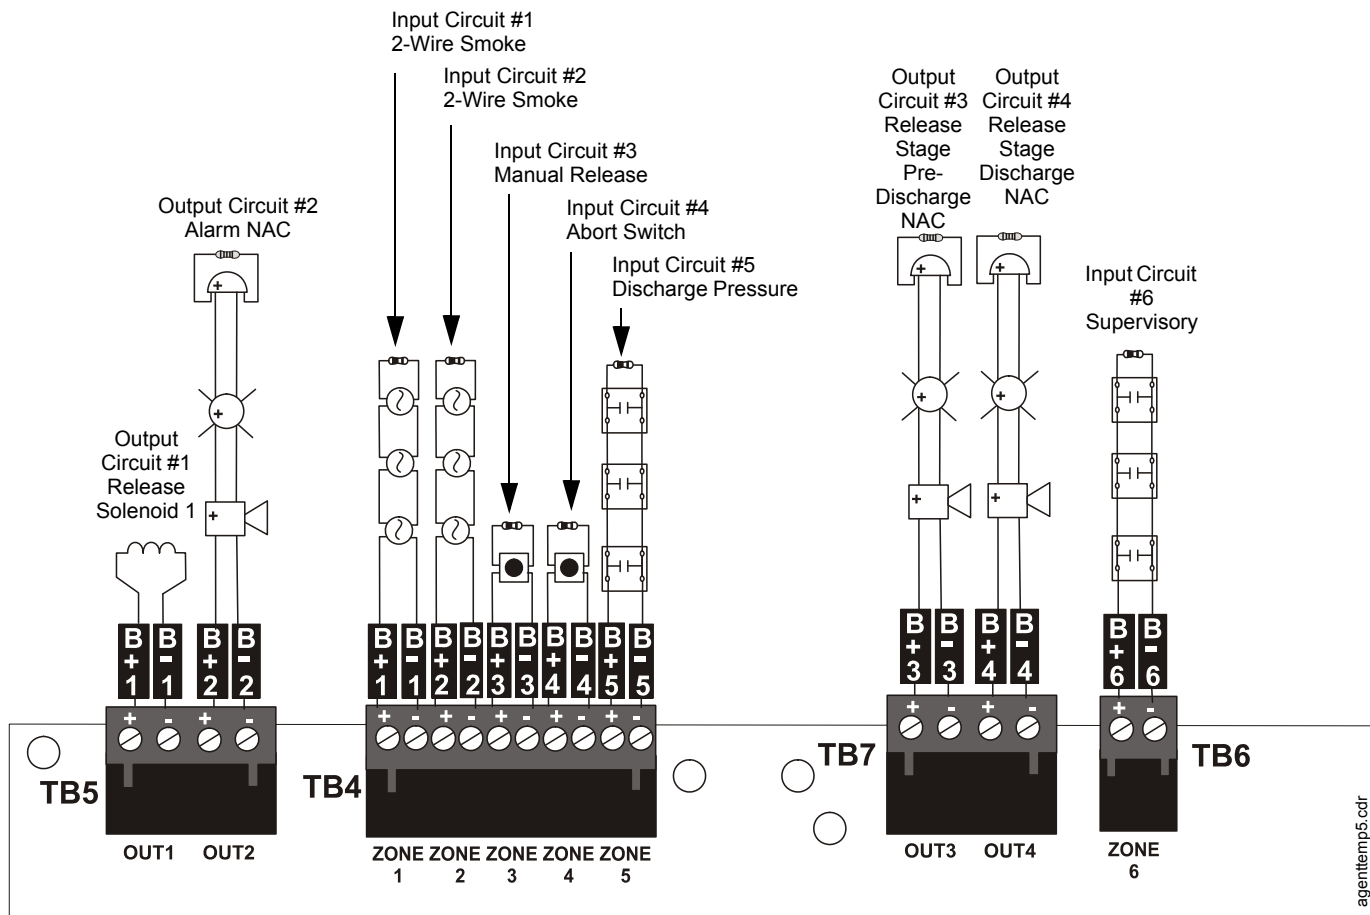 Input Circuit #1
2-Wire Smoke
Input Circuit #2
2-Wire Smoke
Input Circuit #3
Manual Release
Input Circuit #4
Abort Switch
Input Circuit #5
Discharge Pressure
Output Circuit #2
Alarm NAC
Output
Circuit #1
Release
Solenoid 1
Output
Circuit #3
Release
Stage
Pre-
Discharge
NAC
Output
Circuit #4
Release
Stage
Discharge
NAC
Input Circuit
#6
Supervisory
+
+
+
+
+
+
+
+
+
B+1
B-1
B+2
B-2
B+1
B-1
B+2
B-2
B+3
B-3
B+4
B-4
B+5
B-5
B+3
B-3
B+4
B-4
B+6
B-6
+ - + -
+ - + - + - + - + -
+ - + -
+ -
TB5
TB4
TB7
TB6
OUT1
OUT2
ZONE
1
ZONE
2
ZONE
3
ZONE
4
ZONE
5
OUT3
OUT4
ZONE
6
agenttemp5.cdr